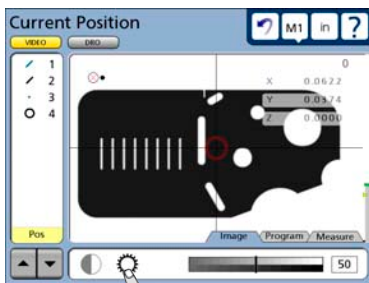 Current Position
M1 in ?
VIDEO DRO
1
2
3
4
0
X 0.0622
Y 0.0374
Z 0.0000
Pos
Image Program Measure
50